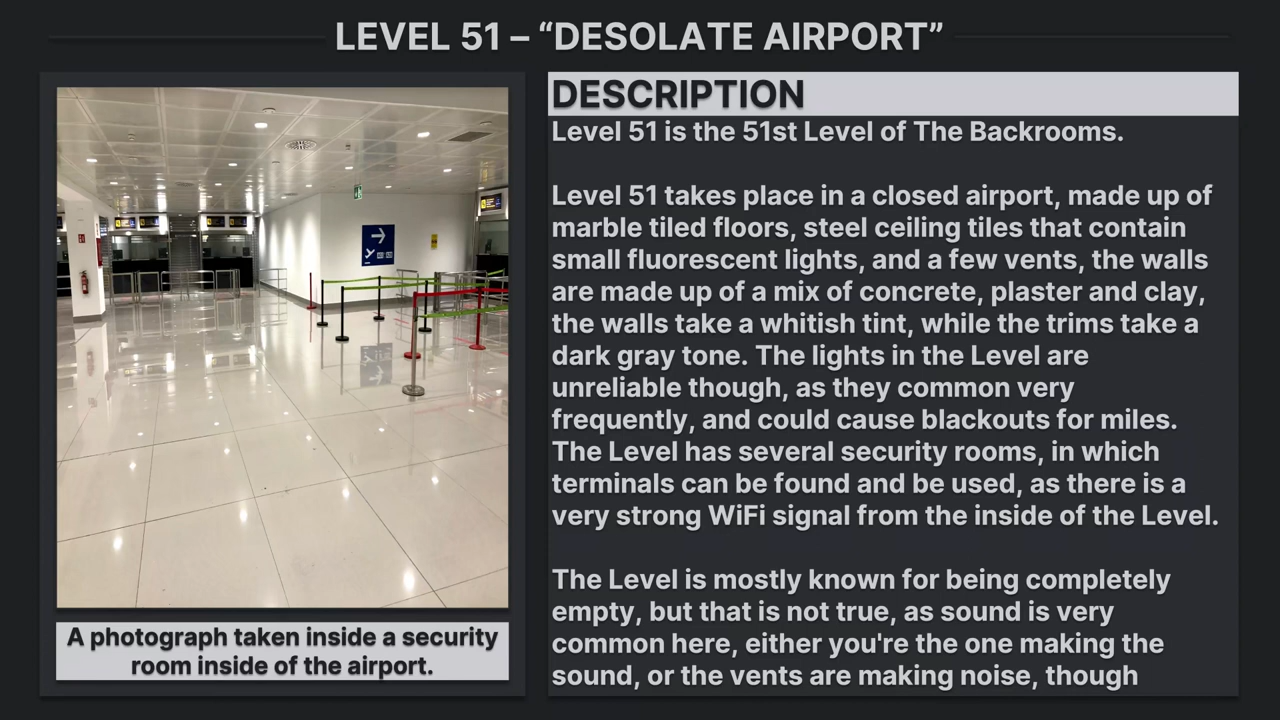 LEVEL 51 – “DESOLATE AIRPORT”
A photograph taken inside a security
room inside of the airport.
DESCRIPTION
Level 51 is the 51st Level of The Backrooms.
Level 51 takes place in a closed airport, made up of
marble tiled floors, steel ceiling tiles that contain
small fluorescent lights, and a few vents, the walls
are made up of a mix of concrete, plaster and clay,
the walls take a whitish tint, while the trims take a
dark gray tone. The lights in the Level are
unreliable though, as they common very
frequently, and could cause blackouts for miles.
The Level has several security rooms, in which
terminals can be found and be used, as there is a
very strong WiFi signal from the inside of the Level.
The Level is mostly known for being completely
empty, but that is not true, as sound is very
common here, either you're the one making the
sound, or the vents are making noise, though